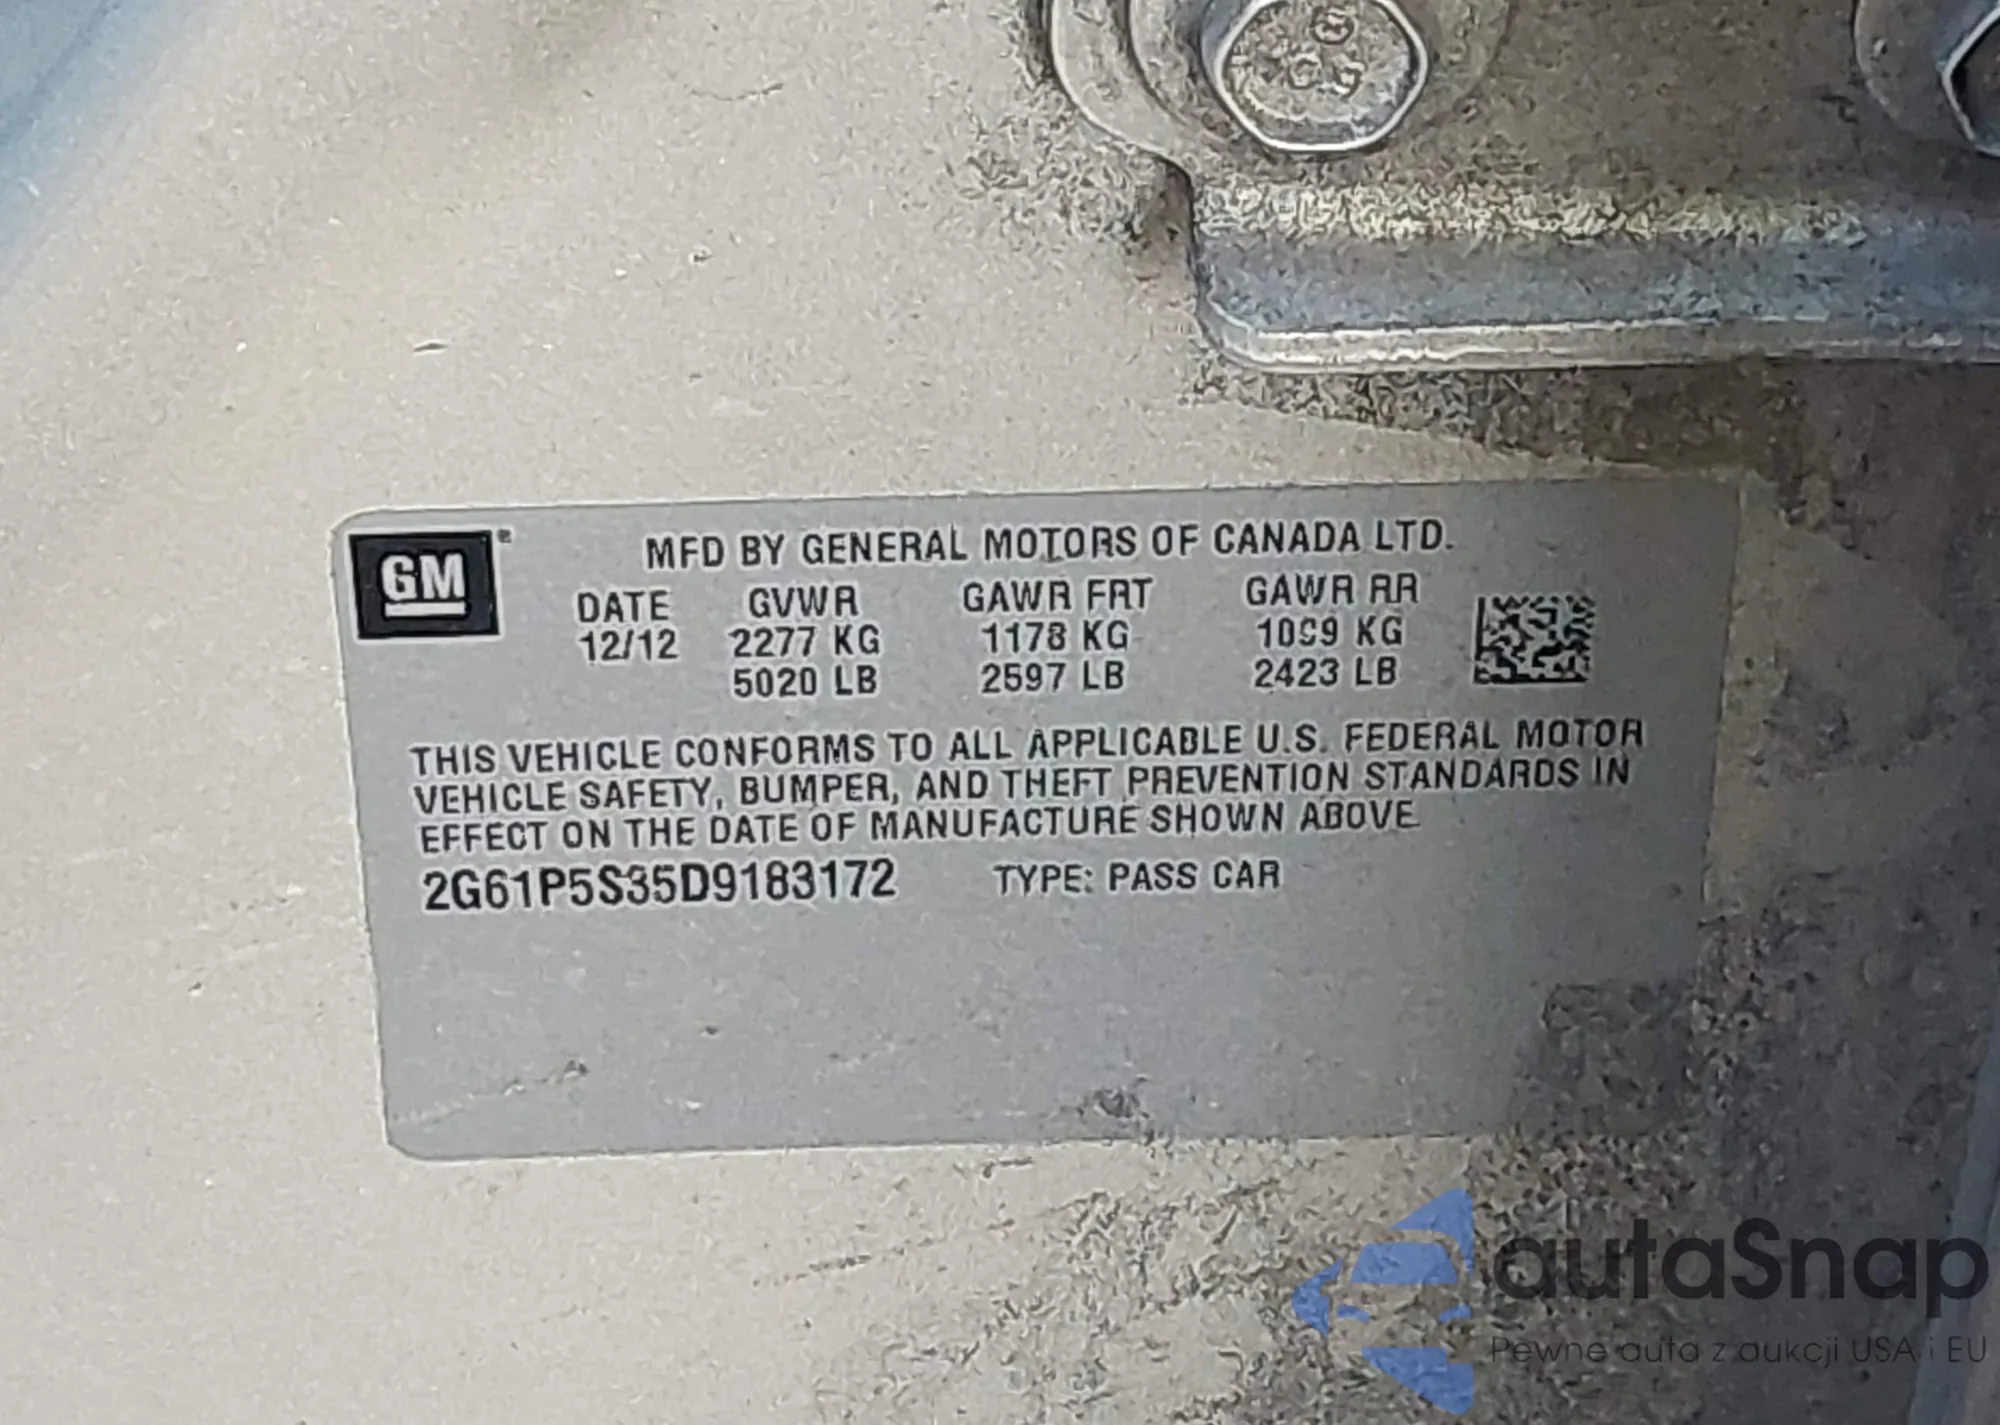 GM®
MFD BY GENERAL MOTORS OF CANADA LTD.
DATE GVWR GAWR FRT GAWR RR
12/12 2277 KG 1178 KG 1099 KG
5020 LB 2597 LB 2423 LB
THIS VEHICLE CONFORMS TO ALL APPLICABLE U.S. FEDERAL MOTOR
VEHICLE SAFETY, BUMPER, AND THEFT PREVENTION STANDARDS IN
EFFECT ON THE DATE OF MANUFACTURE SHOWN ABOVE
2G61P5S35D9183172 TYPE: PASS CAR
autaSnap
Pewne auta z aukcji USA i EU